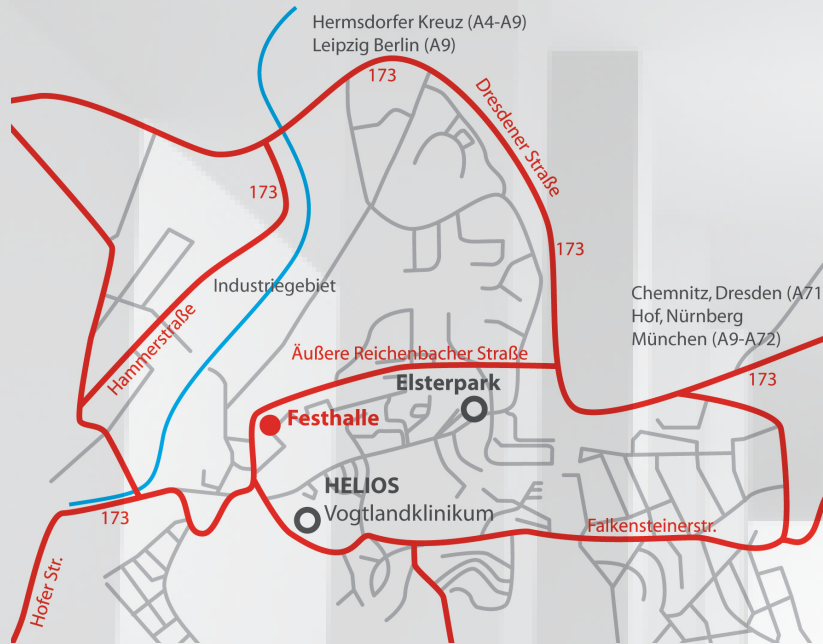 Hermsdorfer Kreuz (A4-A9)
Leipzig Berlin (A9)
173
Dresdener Straße
173
173
Industriegebiet
Chemnitz, Dresden (A71
Hof, Nürnberg
München (A9-A72)
Hammerstraße
Äußere Reichenbacher Straße
173
Elsterpark
Festhalle
HELIOS
Vogtlandklinikum
173
Falkensteinerstr.
Hofer Str.